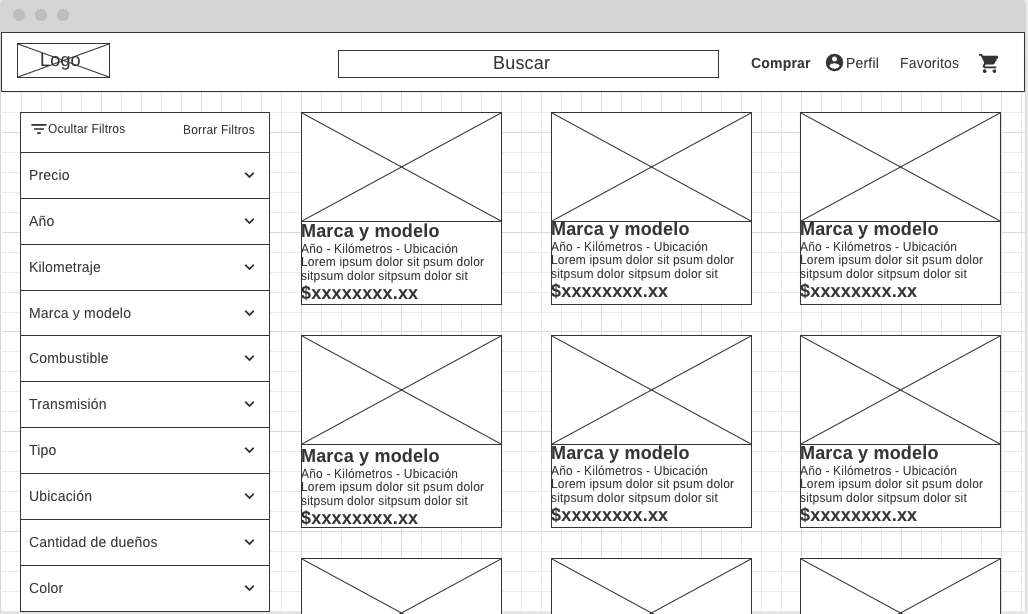 Logo
Buscar
Comprar
Perfil
Favoritos
Ocultar Filtros
Borrar Filtros
Precio
Año
Kilometraje
Marca y modelo
Combustible
Transmisión
Tipo
Ubicación
Cantidad de dueños
Color
Marca y modelo
Año - Kilómetros - Ubicación
Lorem ipsum dolor sit psum dolor
sitpsum dolor sitpsum dolor sit
$xxxxxxxx.xx
Marca y modelo
Año - Kilómetros - Ubicación
Lorem ipsum dolor sit psum dolor
sitpsum dolor sitpsum dolor sit
$xxxxxxxx.xx
Marca y modelo
Año - Kilómetros - Ubicación
Lorem ipsum dolor sit psum dolor
sitpsum dolor sitpsum dolor sit
$xxxxxxxx.xx
Marca y modelo
Año - Kilómetros - Ubicación
Lorem ipsum dolor sit psum dolor
sitpsum dolor sitpsum dolor sit
$xxxxxxxx.xx
Marca y modelo
Año - Kilómetros - Ubicación
Lorem ipsum dolor sit psum dolor
sitpsum dolor sitpsum dolor sit
$xxxxxxxx.xx
Marca y modelo
Año - Kilómetros - Ubicación
Lorem ipsum dolor sit psum dolor
sitpsum dolor sitpsum dolor sit
$xxxxxxxx.xx